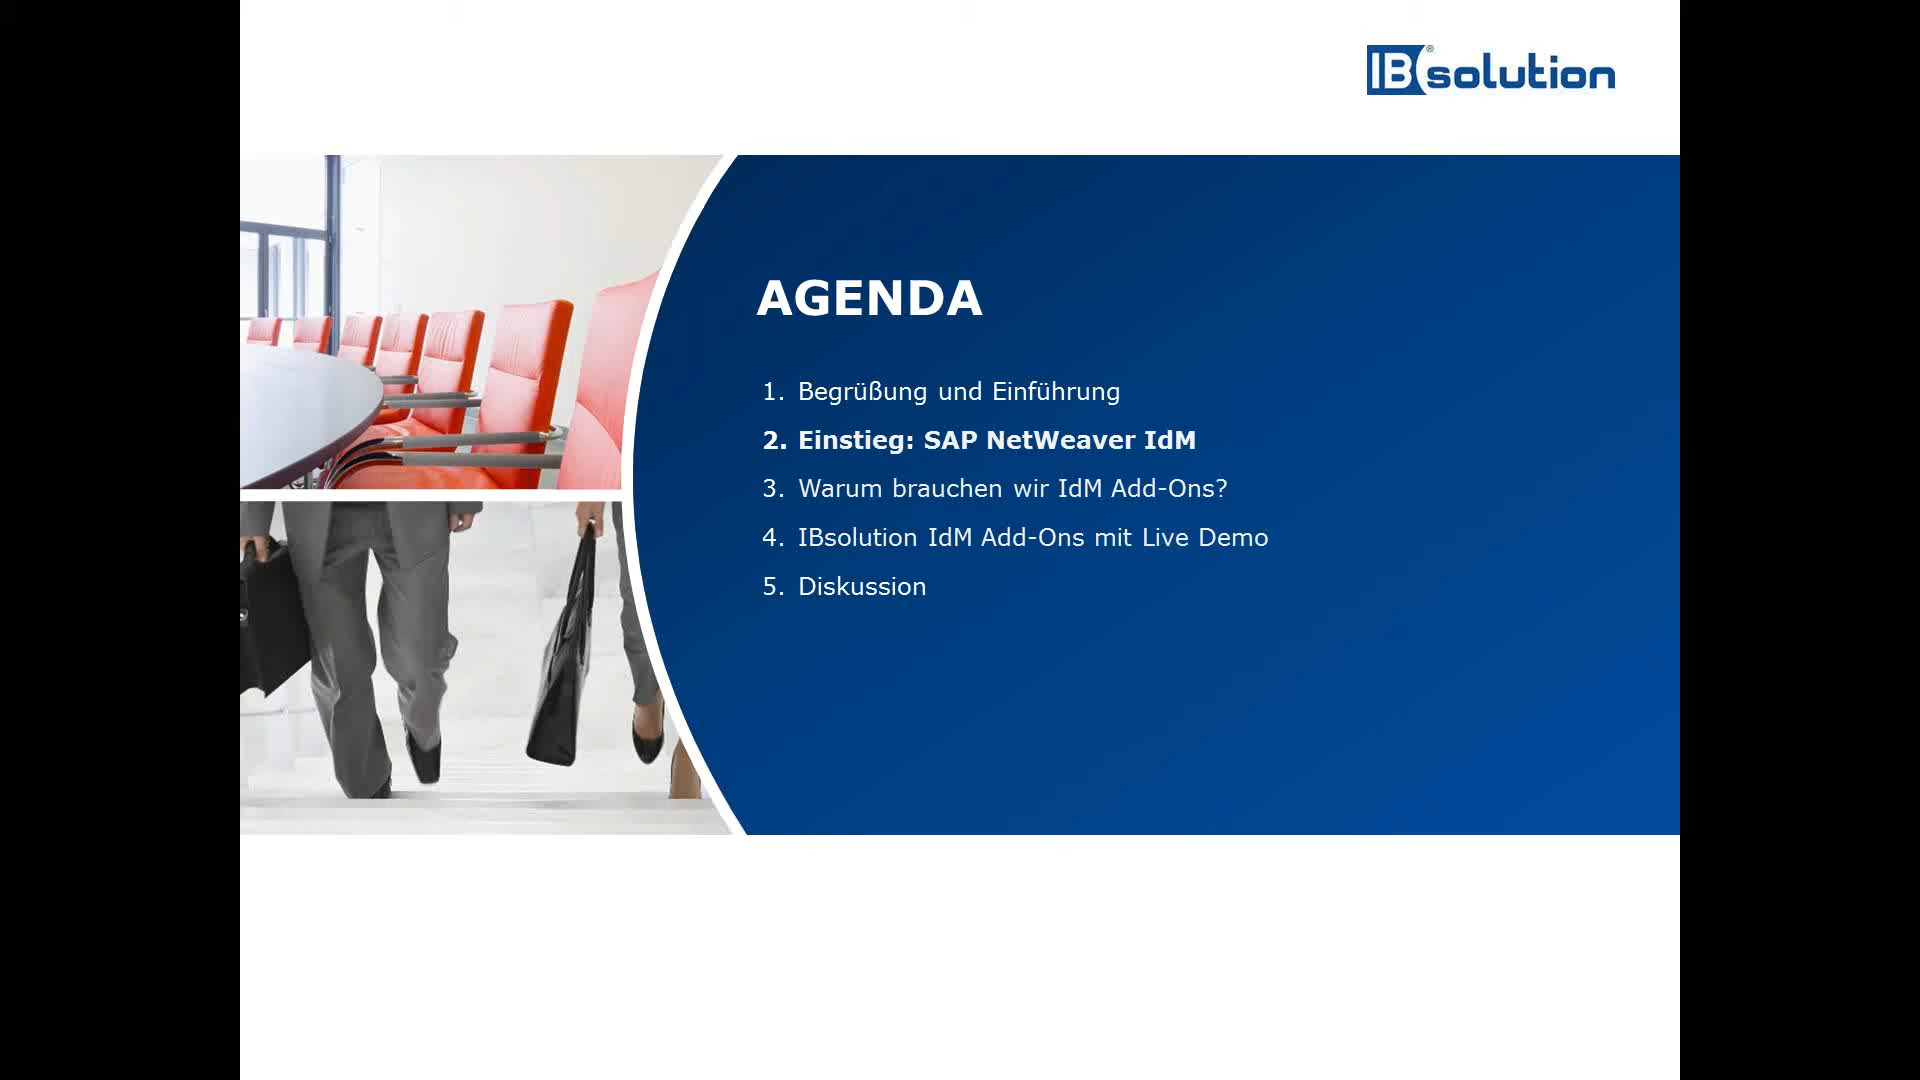 IBsolution®
AGENDA
1. Begrüßung und Einführung
2. Einstieg: SAP NetWeaver IdM
3. Warum brauchen wir IdM Add-Ons?
4. IBsolution IdM Add-Ons mit Live Demo
5. Diskussion